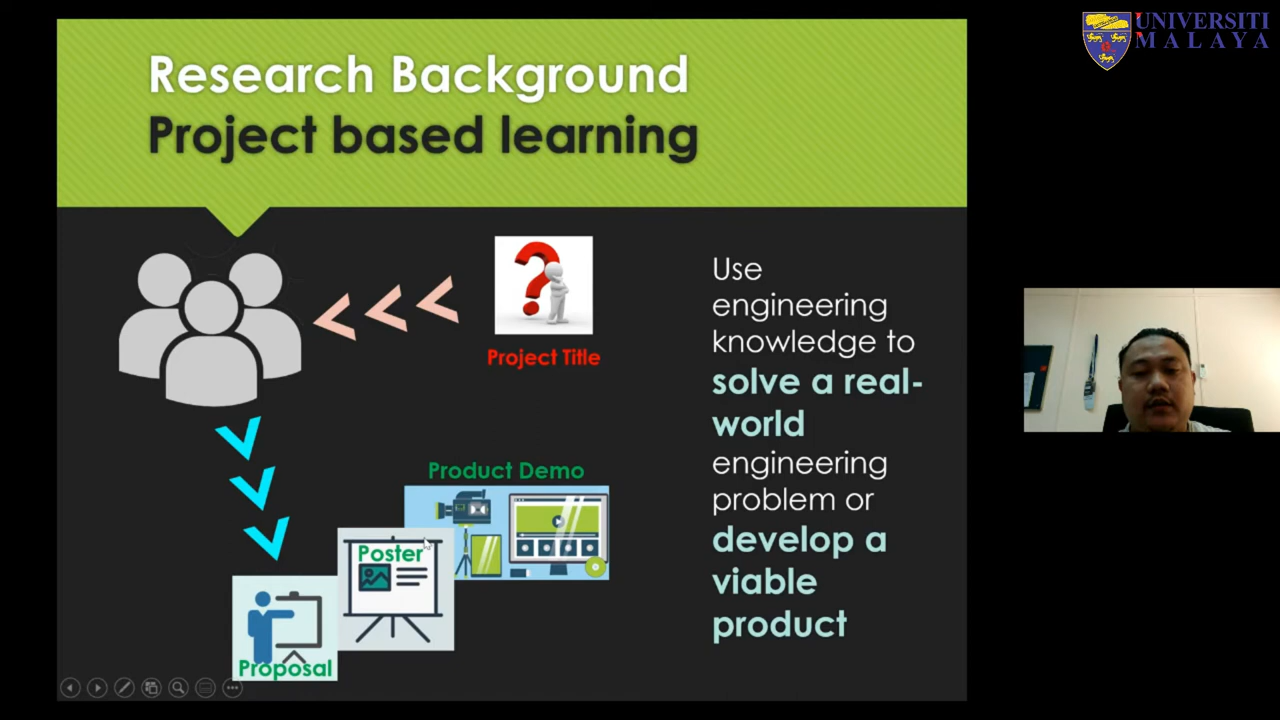 Research Background
Project based learning
UNIVERSITI
MALAYA
Project Title
Use
engineering
knowledge to
solve a real-
world
engineering
problem or
develop a
viable
product
Product Demo
Poster
Proposal